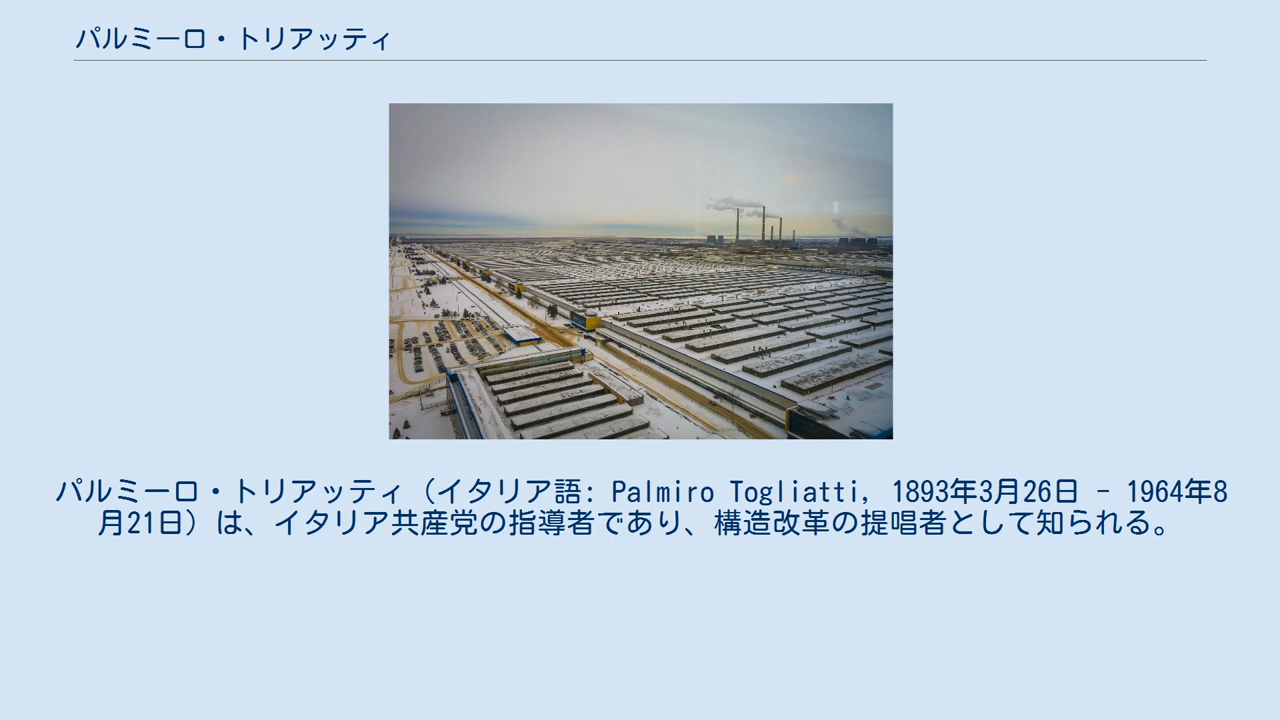 パルミーロ・トリアッティ
パルミーロ・トリアッティ（イタリア語: Palmiro Togliatti, 1893年3月26日 - 1964年8
月21日）は、イタリア共産党の指導者であり、構造改革の提唱者として知られる。